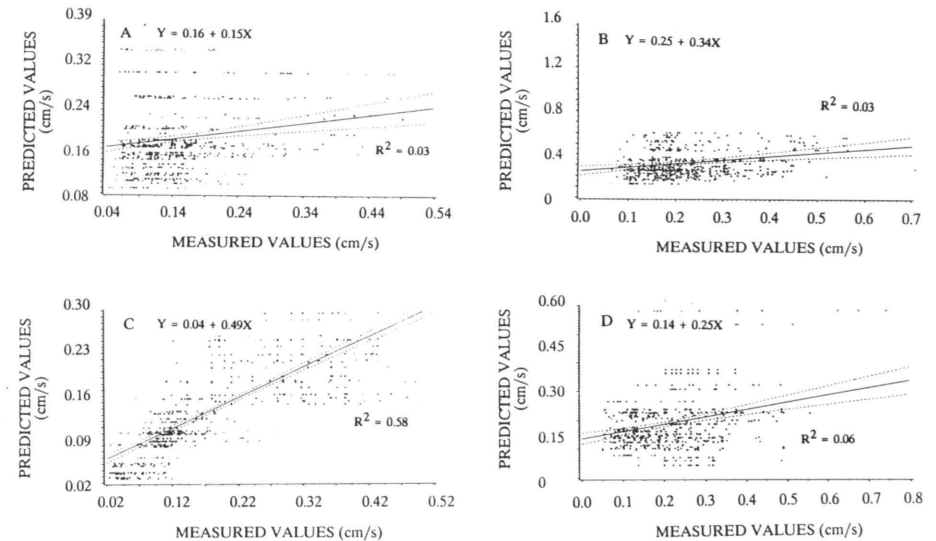 0.39
0.32
0.24
0.16
0.08
PREDICTED VALUES
(cm/s)
A Y = 0.16 + 0.15X
R² = 0.03
0.04 0.14 0.24 0.34 0.44 0.54
MEASURED VALUES (cm/s)
1.6
1.2
0.8
0.4
0
PREDICTED VALUES
(cm/s)
B Y = 0.25 + 0.34X
R² = 0.03
0.0 0.1 0.2 0.3 0.4 0.5 0.6 0.7
MEASURED VALUES (cm/s)
0.30
0.23
0.16
0.09
0.02
PREDICTED VALUES
(cm/s)
C Y = 0.04 + 0.49X
R² = 0.58
0.02 0.12 0.22 0.32 0.42 0.52
MEASURED VALUES (cm/s)
0.60
0.45
0.30
0.15
0
PREDICTED VALUES
(cm/s)
D Y = 0.14 + 0.25X
R² = 0.06
0.0 0.1 0.2 0.3 0.4 0.5 0.6 0.7 0.8
MEASURED VALUES (cm/s)